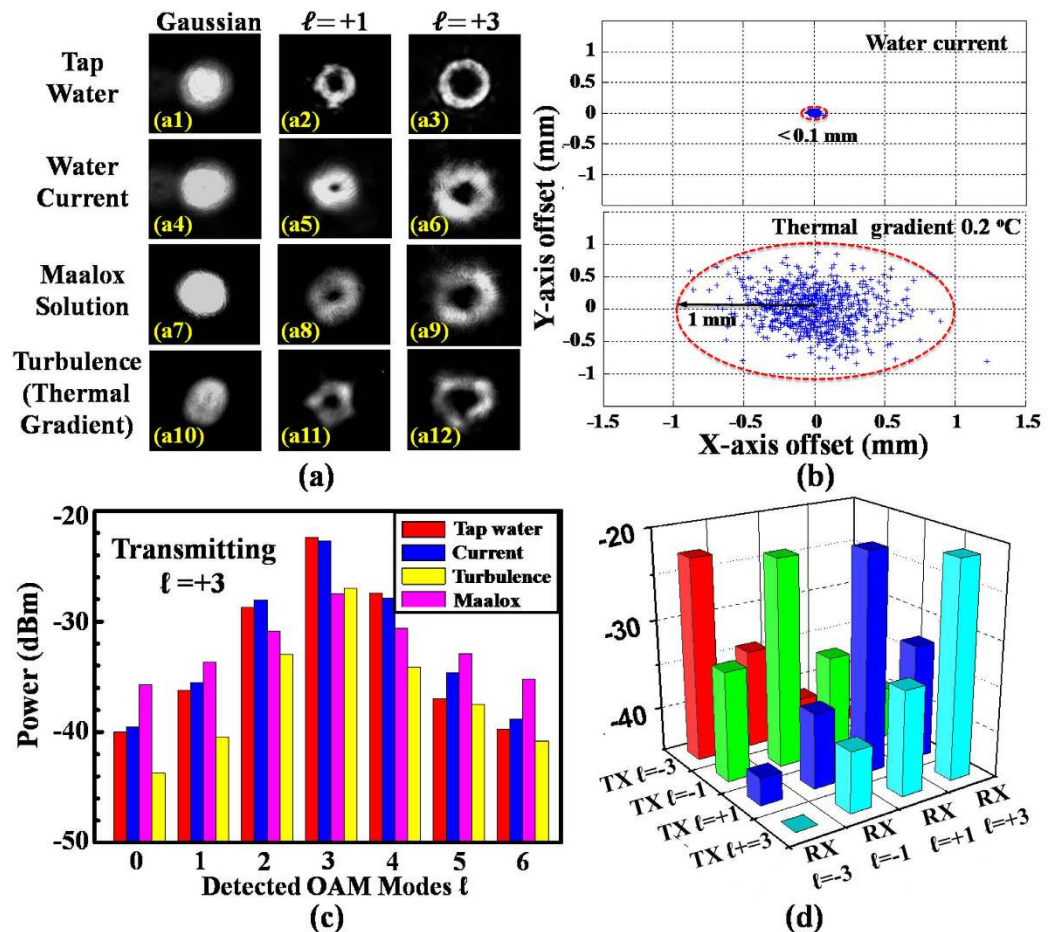 Gaussian ℓ= +1 ℓ= +3
Tap
Water
(a1) (a2) (a3)
Water
Current
(a4) (a5) (a6)
Maalox
Solution
(a7) (a8) (a9)
Turbulence
(Thermal
Gradient)
(a10) (a11) (a12)
(a)
Water current
1
0.5
0
-0.5
-1
< 0.1 mm
Thermal gradient 0.2 °C
1
0.5
0
-0.5
-1
1 mm
Y-axis offset (mm)
-1.5 -1 -0.5 0 0.5 1 1.5
X-axis offset (mm)
(b)
-20
-30
-40
-50
Power (dBm)
Transmitting
ℓ =+3
Tap water
Current
Turbulence
Maalox
0 1 2 3 4 5 6
Detected OAM Modes ℓ
(c)
-20
-30
-40
TX ℓ=-3
TX ℓ=-1
TX ℓ=+1
TX ℓ+=3
RX
ℓ=-3
RX
ℓ=-1
RX
ℓ=+1
RX
ℓ=+3
(d)